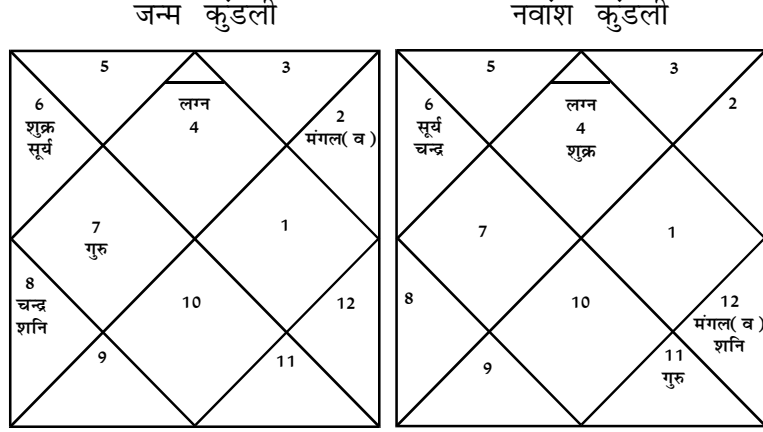 जन्म कुंडली
5
3
6
शुक्र
सूर्य
लग्न
4
2
मंगल( व )
7
गुरु
1
8
चन्द्र
शनि
10
12
9
11
नवांश कुंडली
5
3
6
सूर्य
चन्द्र
लग्न
4
शुक्र
2
7
1
8
10
12
मंगल( व )
शनि
9
11
गुरु